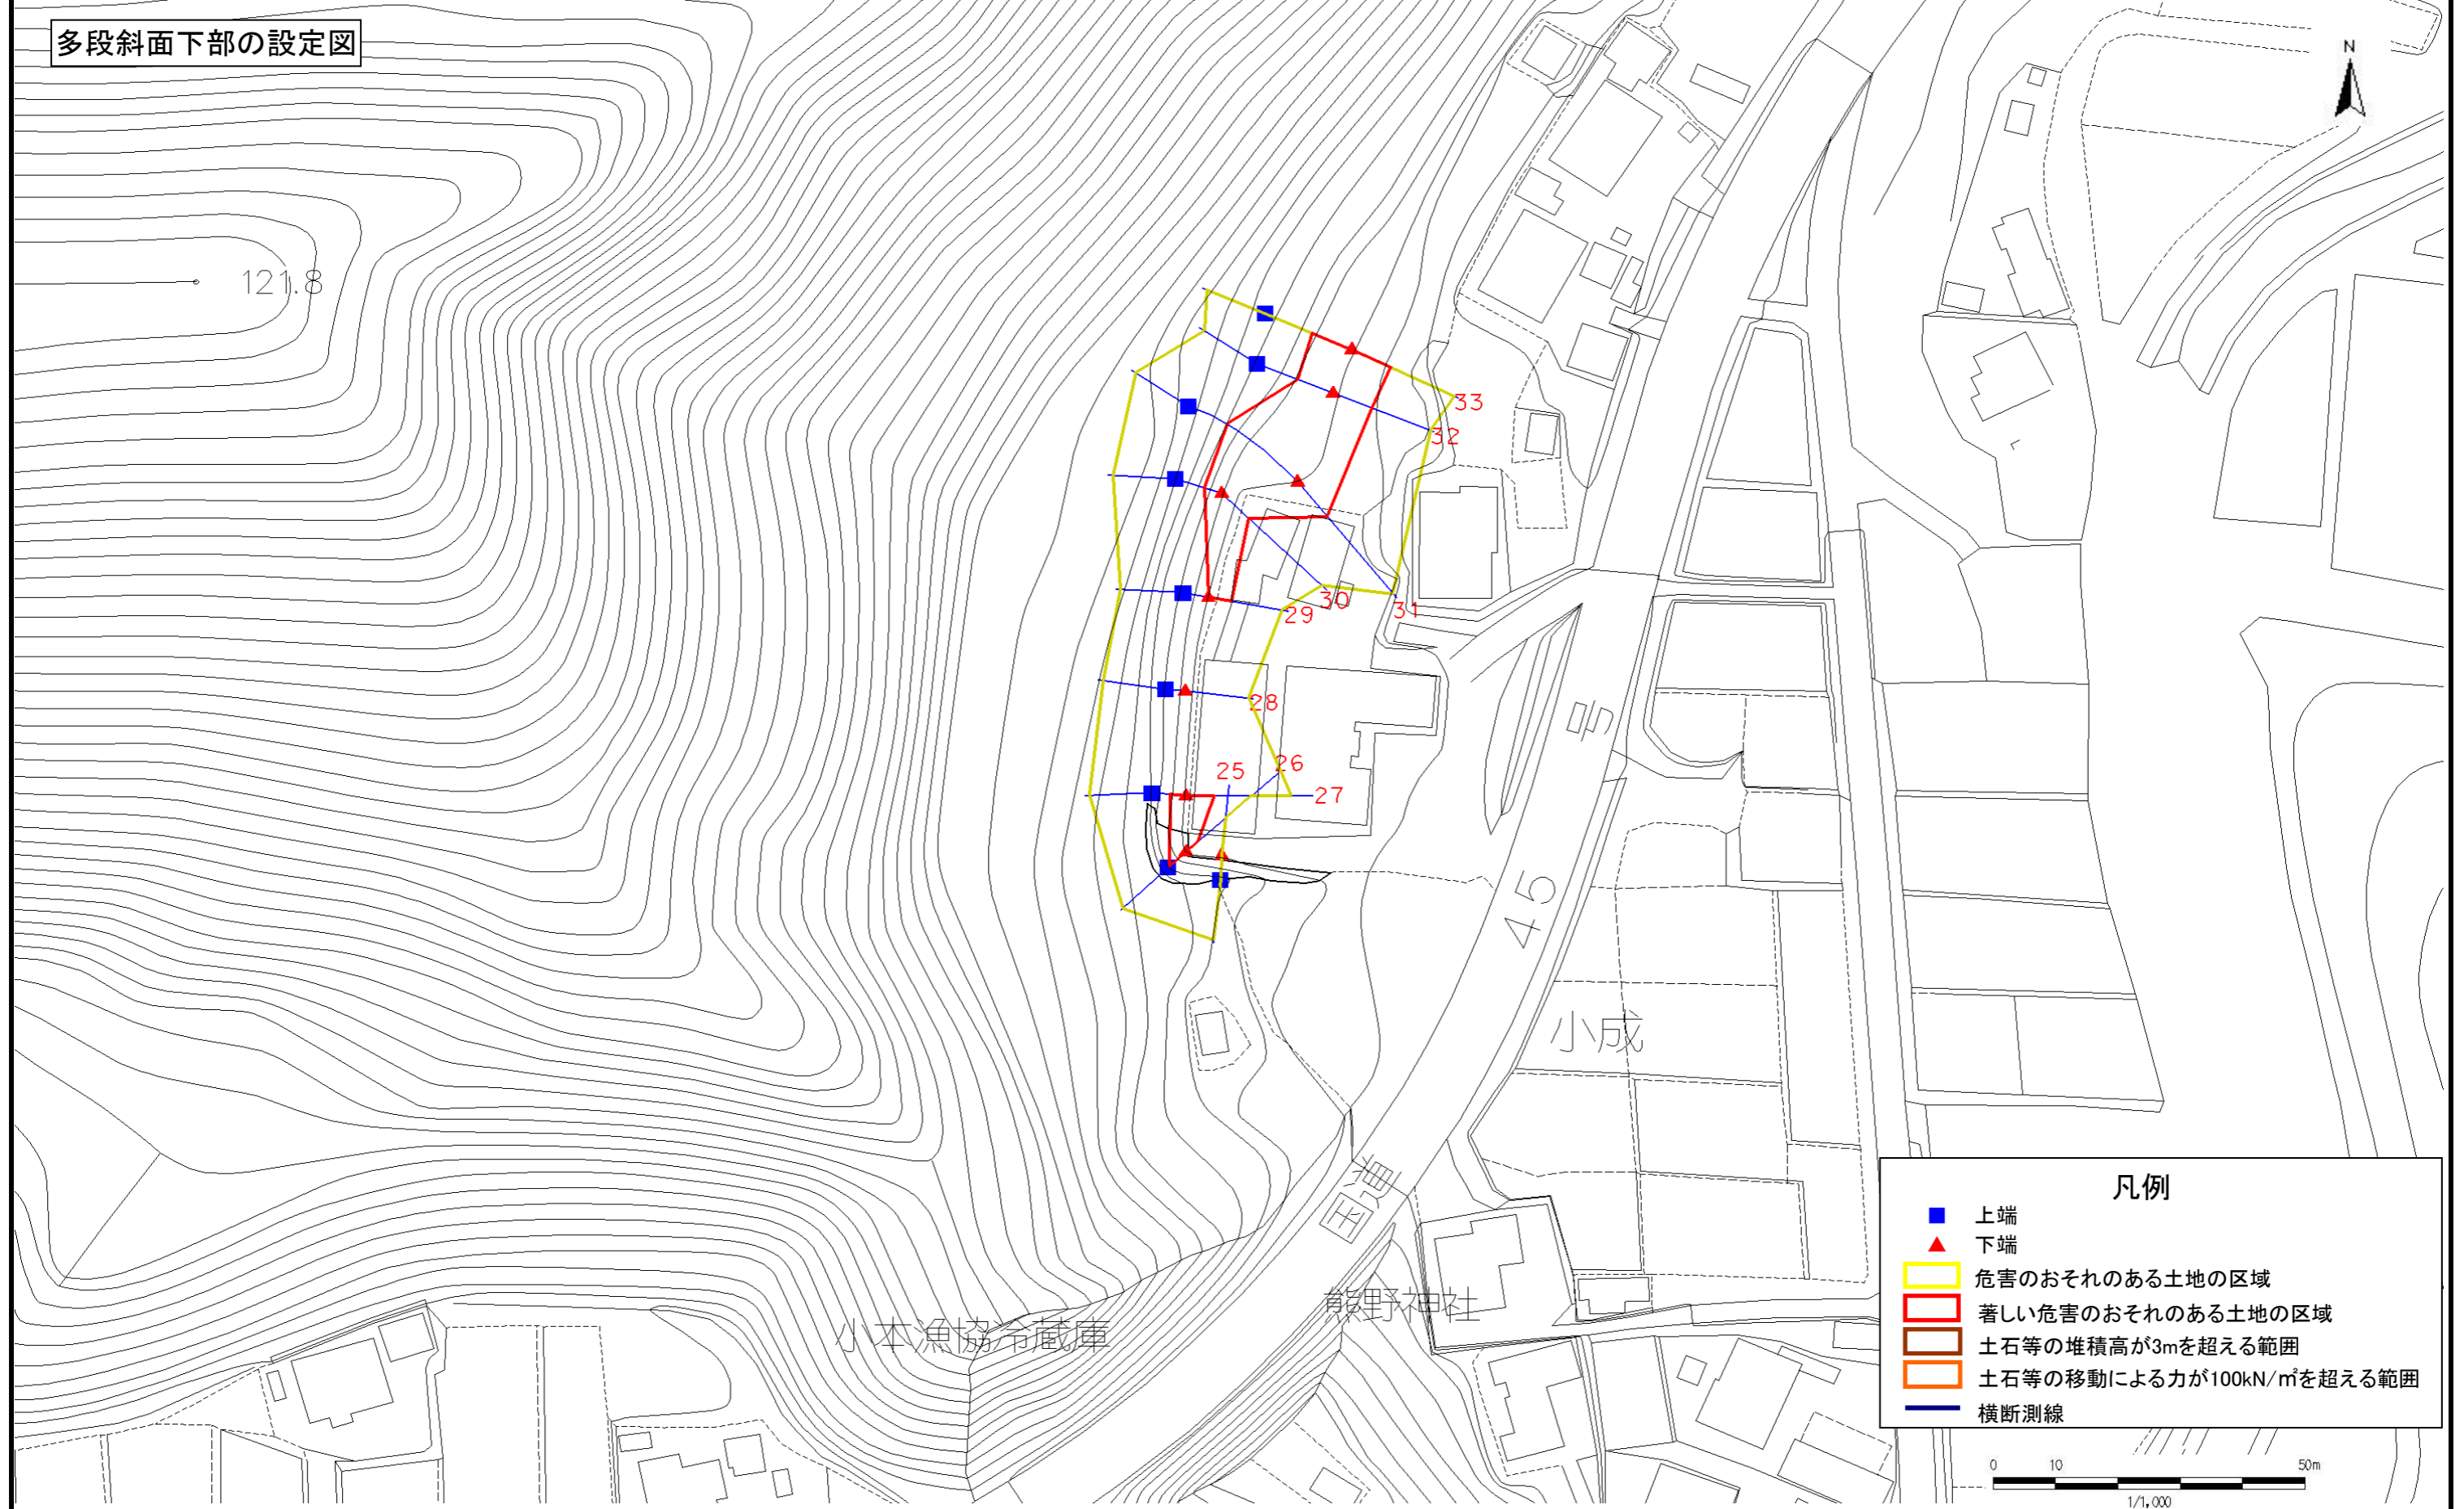 多段斜面下部の設定図
N
121.8
33
32
30
31
29
28
26
25
27
号
45
小成
国道
熊野神社
小本漁協冷蔵庫
凡例
上端
下端
危害のおそれのある土地の区域
著しい危害のおそれのある土地の区域
土石等の堆積高が3mを超える範囲
土石等の移動による力が100kN/㎡を超える範囲
横断測線
0 10 50m
1/1,000